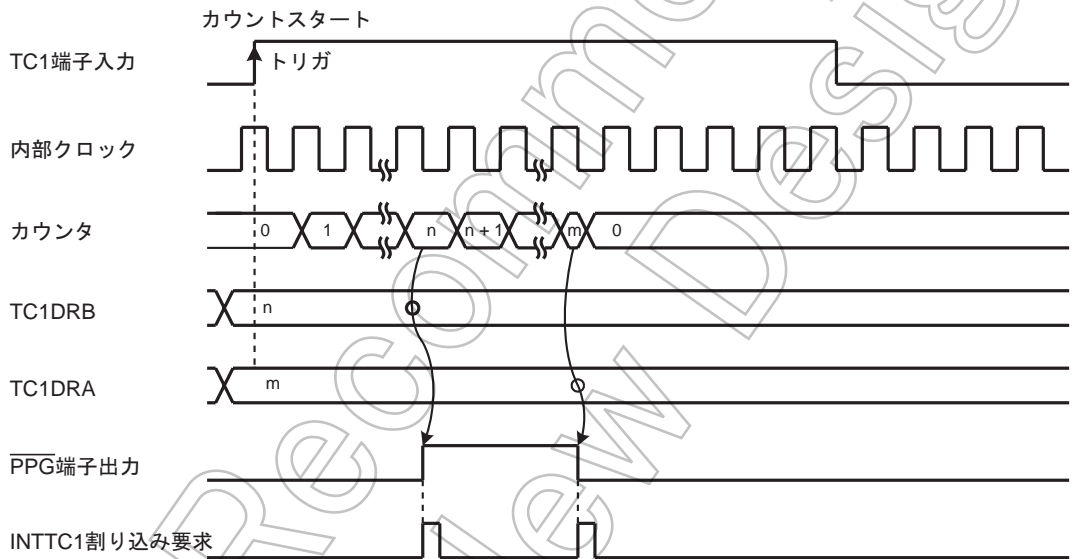 カウントスタート
TC1端子入力
トリガ
内部クロック
カウンタ 0 1 n n + 1 m 0
TC1DRB n
TC1DRA m
PPG端子出力
INTTC1割り込み要求